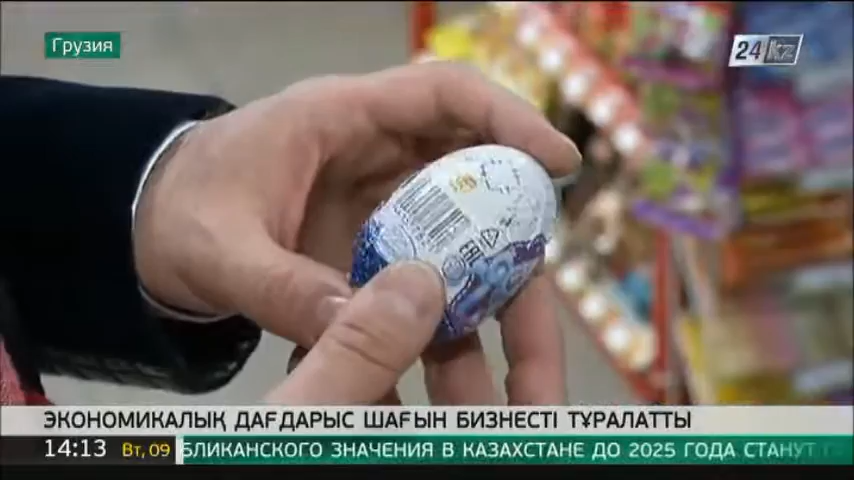 Грузия
24 KZ
ЭКОНОМИКАЛЫҚ ДАҒДАРЫС ШАҒЫН БИЗНЕСТІ ТҰРАЛАТТЫ
14:13 Вт, 09 БЛИКАНСКОГО ЗНАЧЕНИЯ В КАЗАХСТАНЕ ДО 2025 ГОДА СТАНУТ
EAC